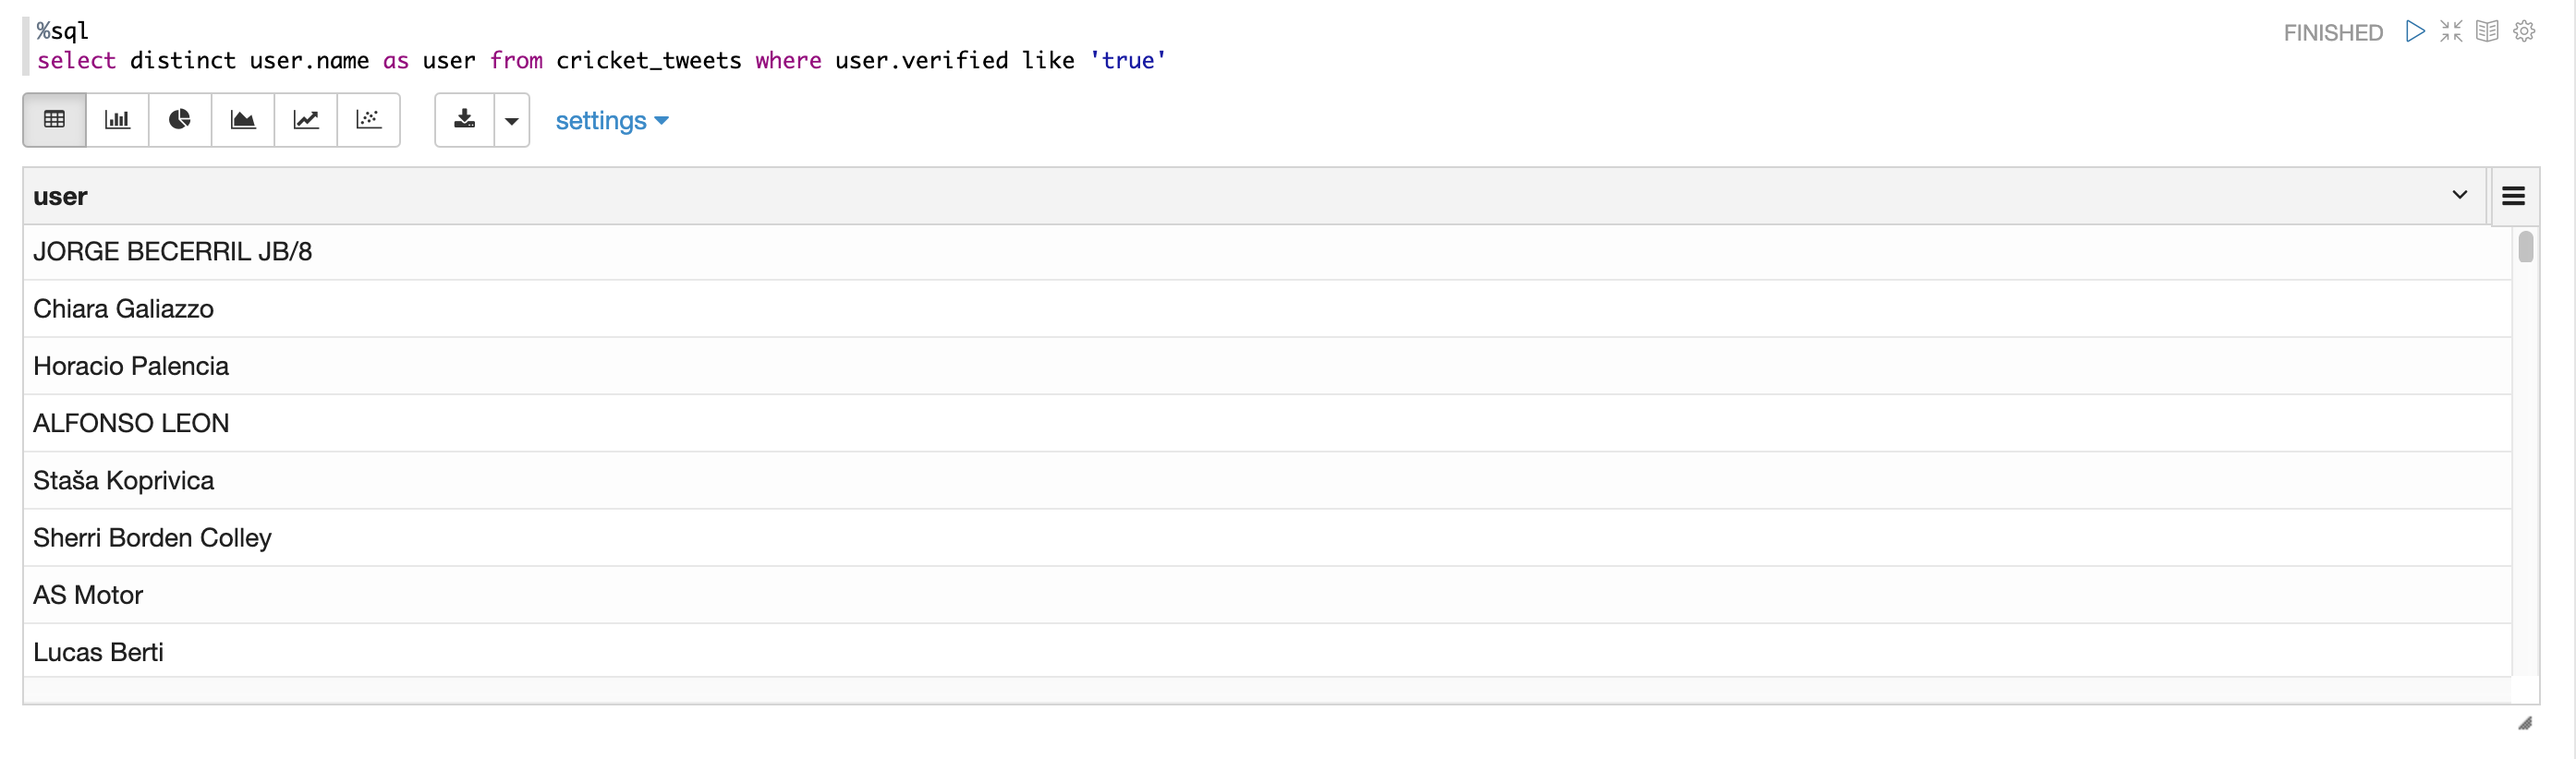 %sql
FINISHED
select distinct user.name as user from cricket_tweets where user.verified like 'true'
settings
user
JORGE BECERRIL JB/8
Chiara Galiazzo
Horacio Palencia
ALFONSO LEON
Staša Koprivica
Sherri Borden Colley
AS Motor
Lucas Berti